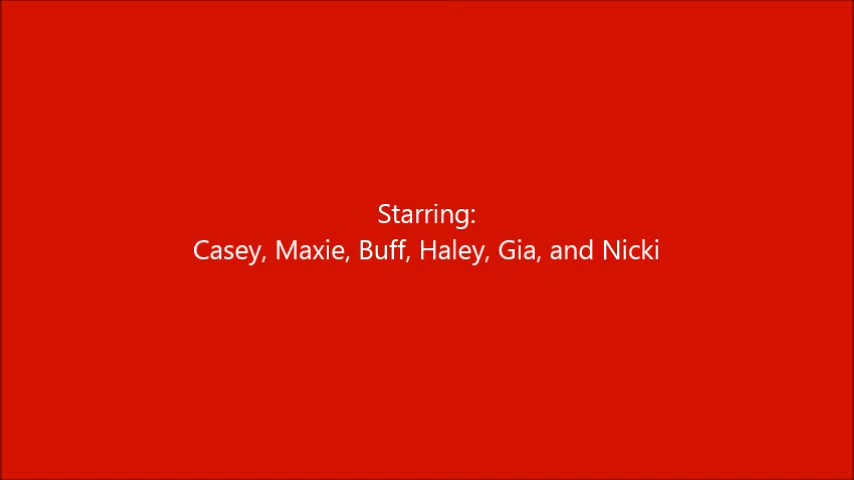 Starring:
Casey, Maxie, Buff, Haley, Gia, and Nicki